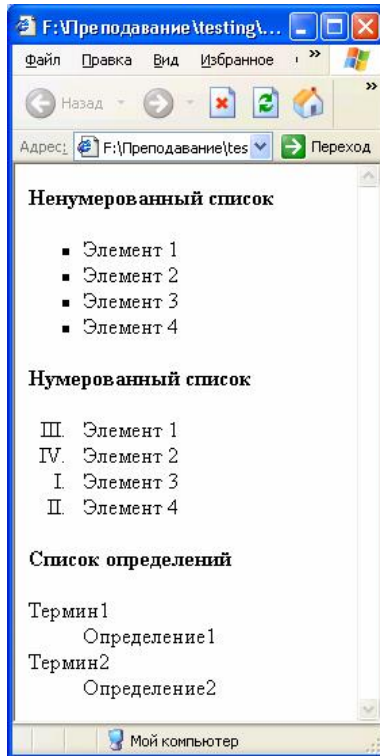 F:\Преподавание\testing\...
Файл Правка Вид Избранное »
Назад »
Адрес: F:\Преподавание\tes Переход
Ненумерованный список
Элемент 1
Элемент 2
Элемент 3
Элемент 4
Нумерованный список
III. Элемент 1
IV. Элемент 2
I. Элемент 3
II. Элемент 4
Список определений
Термин1
Определение1
Термин2
Определение2
Мой компьютер